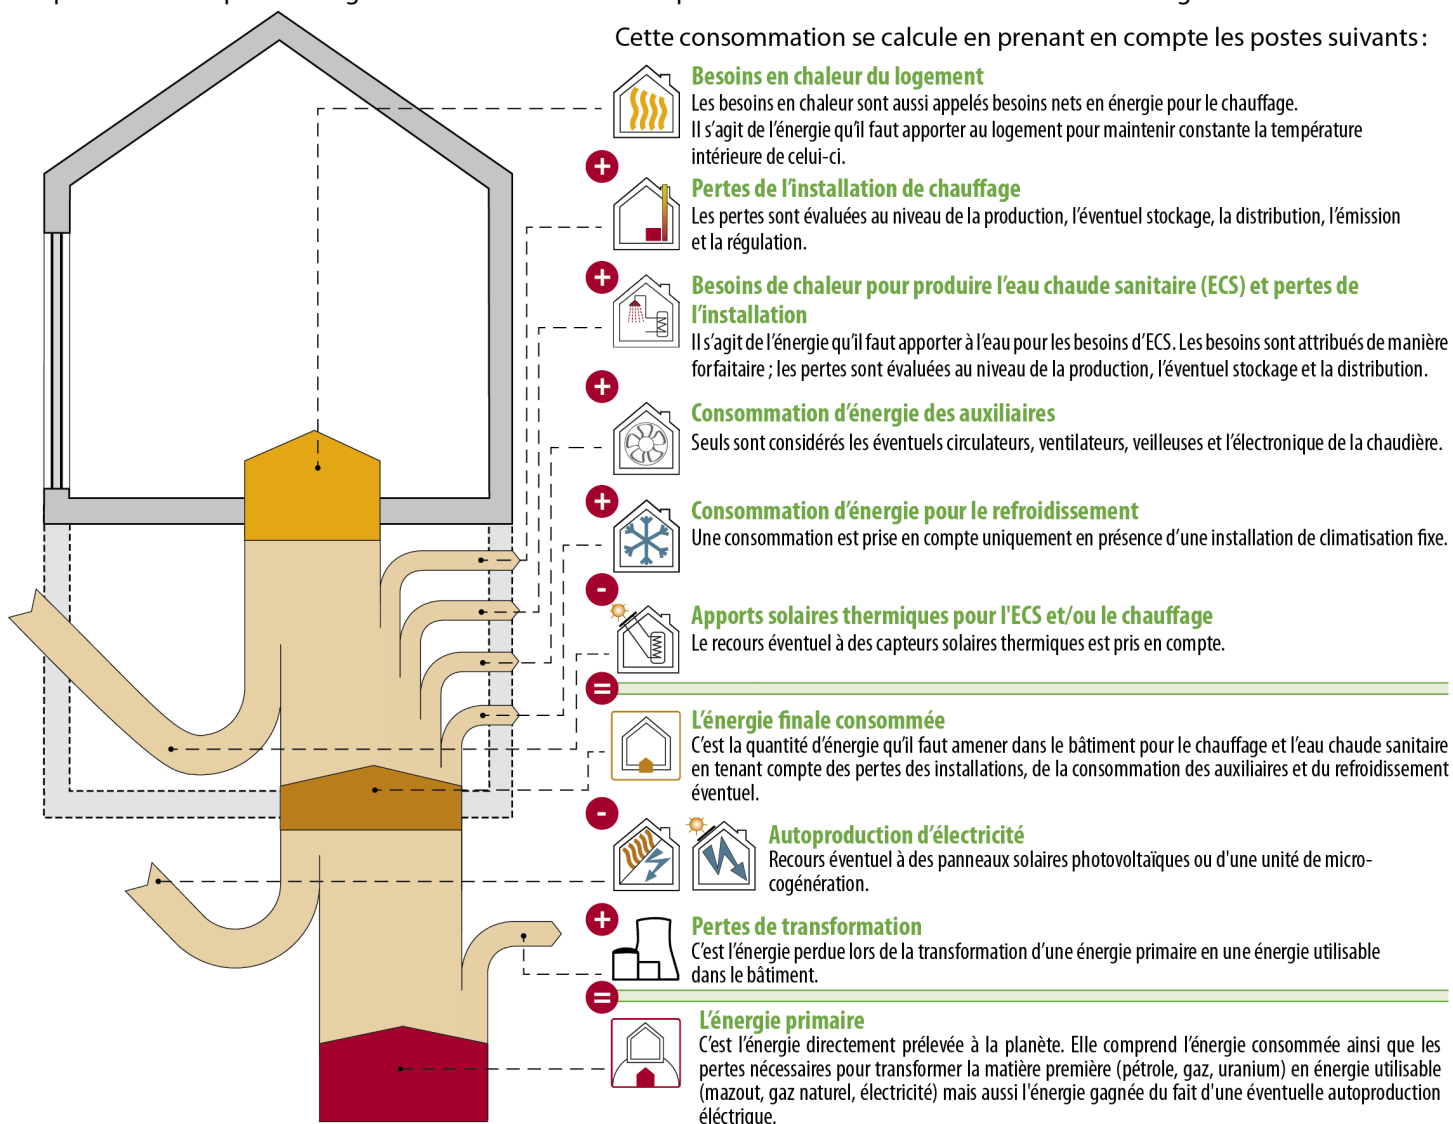 Cette consommation se calcule en prenant en compte les postes suivants :
Besoins en chaleur du logement
Les besoins en chaleur sont aussi appelés besoins nets en énergie pour le chauffage.
Il s'agit de l'énergie qu'il faut apporter au logement pour maintenir constante la température
intérieure de celui-ci.
+
Pertes de l'installation de chauffage
Les pertes sont évaluées au niveau de la production, l'éventuel stockage, la distribution, l'émission
et la régulation.
+
Besoins de chaleur pour produire l'eau chaude sanitaire (ECS) et pertes de
l'installation
Il s'agit de l'énergie qu'il faut apporter à l'eau pour les besoins d'ECS. Les besoins sont attribués de manière
forfaitaire ; les pertes sont évaluées au niveau de la production, l'éventuel stockage et la distribution.
+
Consommation d'énergie des auxiliaires
Seuls sont considérés les éventuels circulateurs, ventilateurs, veilleuses et l'électronique de la chaudière.
+
Consommation d'énergie pour le refroidissement
Une consommation est prise en compte uniquement en présence d'une installation de climatisation fixe.
-
Apports solaires thermiques pour l'ECS et/ou le chauffage
Le recours éventuel à des capteurs solaires thermiques est pris en compte.
=
L'énergie finale consommée
C'est la quantité d'énergie qu'il faut amener dans le bâtiment pour le chauffage et l'eau chaude sanitaire
en tenant compte des pertes des installations, de la consommation des auxiliaires et du refroidissement
éventuel.
-
Autoproduction d'électricité
Recours éventuel à des panneaux solaires photovoltaïques ou d'une unité de micro-
cogénération.
+
Pertes de transformation
C'est l'énergie perdue lors de la transformation d'une énergie primaire en une énergie utilisable
dans le bâtiment.
=
L'énergie primaire
C'est l'énergie directement prélevée à la planète. Elle comprend l'énergie consommée ainsi que les
pertes nécessaires pour transformer la matière première (pétrole, gaz, uranium) en énergie utilisable
(mazout, gaz naturel, électricité) mais aussi l'énergie gagnée du fait d'une éventuelle autoproduction
éléctrique.